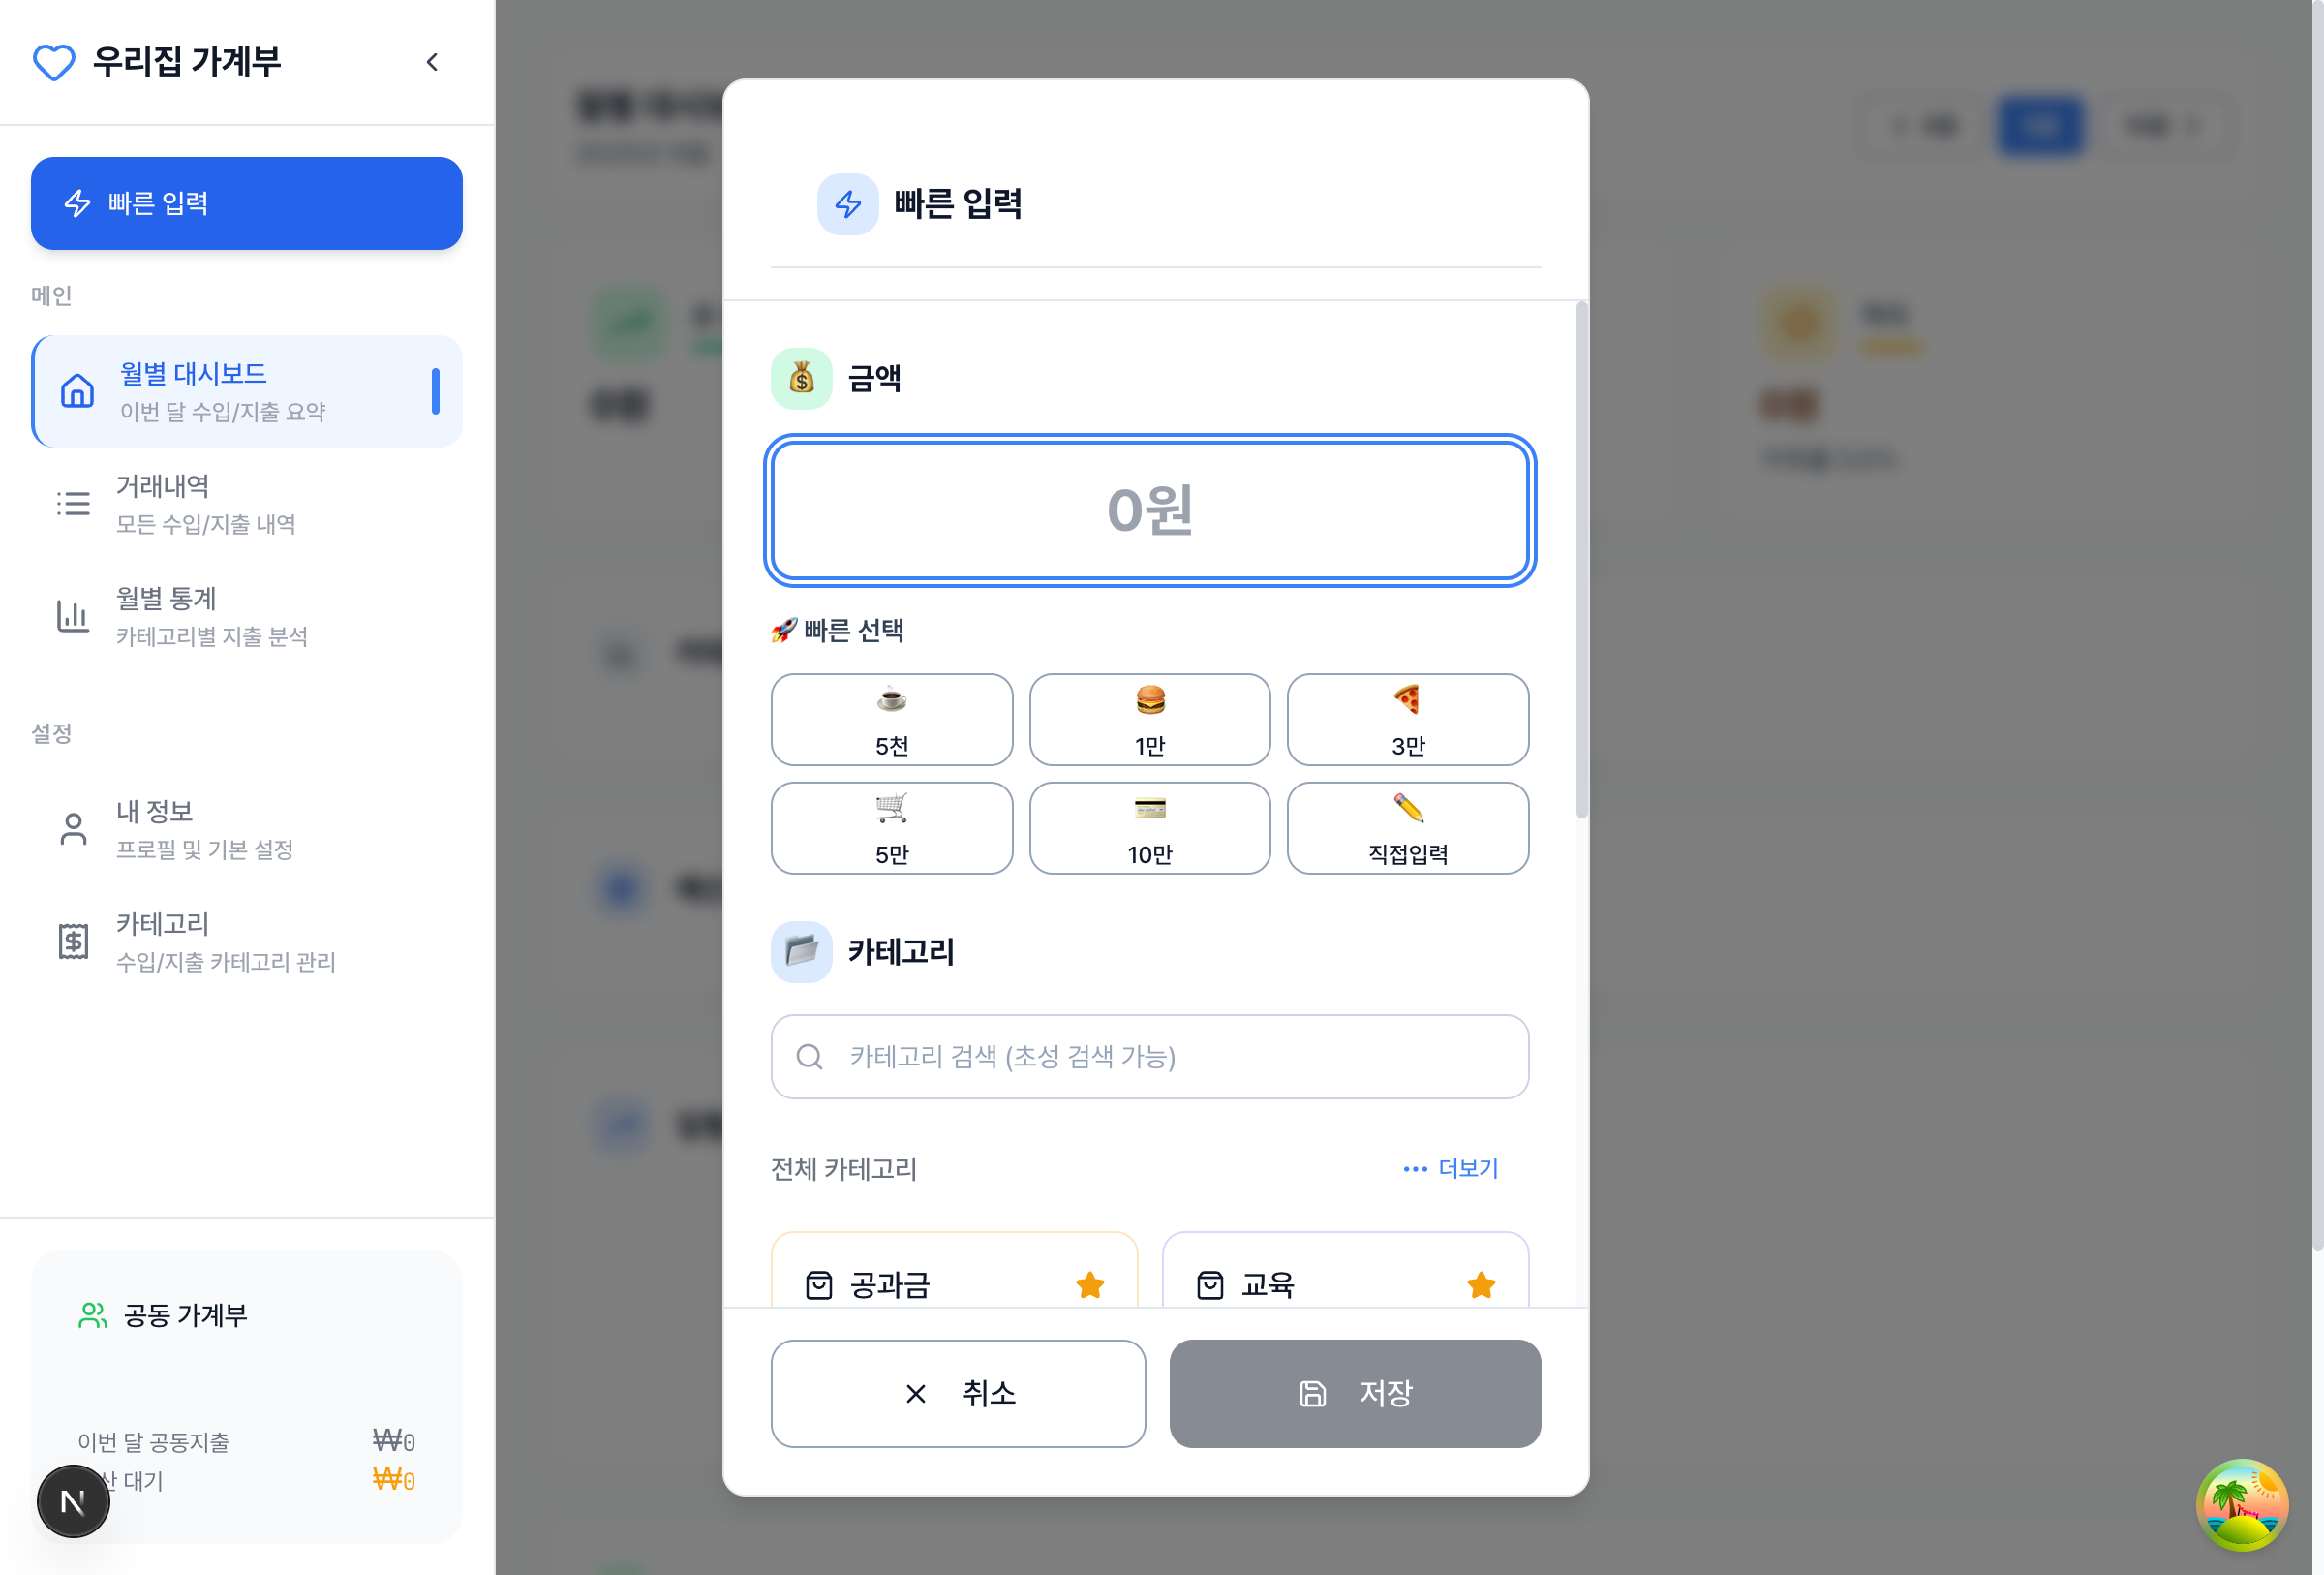 우리집 가계부
빠른 입력
메인
월별 대시보드
이번 달 수입/지출 요약
거래내역
모든 수입/지출 내역
월별 통계
카테고리별 지출 분석
설정
내 정보
프로필 및 기본 설정
카테고리
수입/지출 카테고리 관리
공동 가계부
이번 달 공동지출 ₩0
대기 ₩0
N
빠른 입력
금액
0원
🚀 빠른 선택
5천 1만 3만
5만 10만 직접입력
카테고리
카테고리 검색 (초성 검색 가능)
전체 카테고리 ··· 더보기
공과금 교육
취소 저장